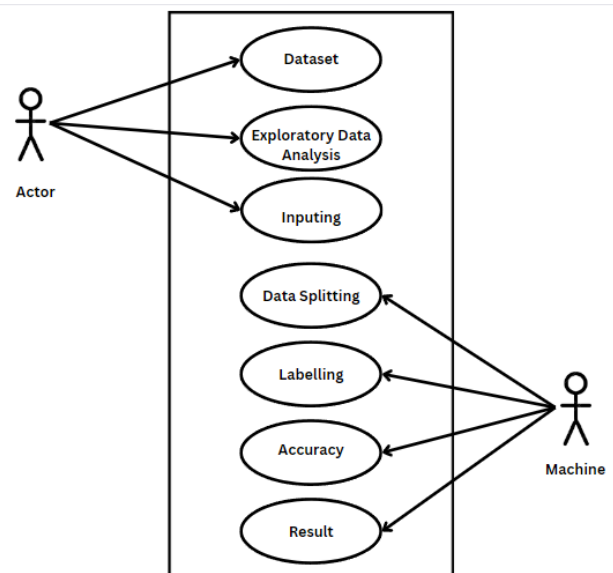 Dataset
Exploratory Data
Analysis
Actor
Inputing
Data Splitting
Labelling
Accuracy
Machine
Result